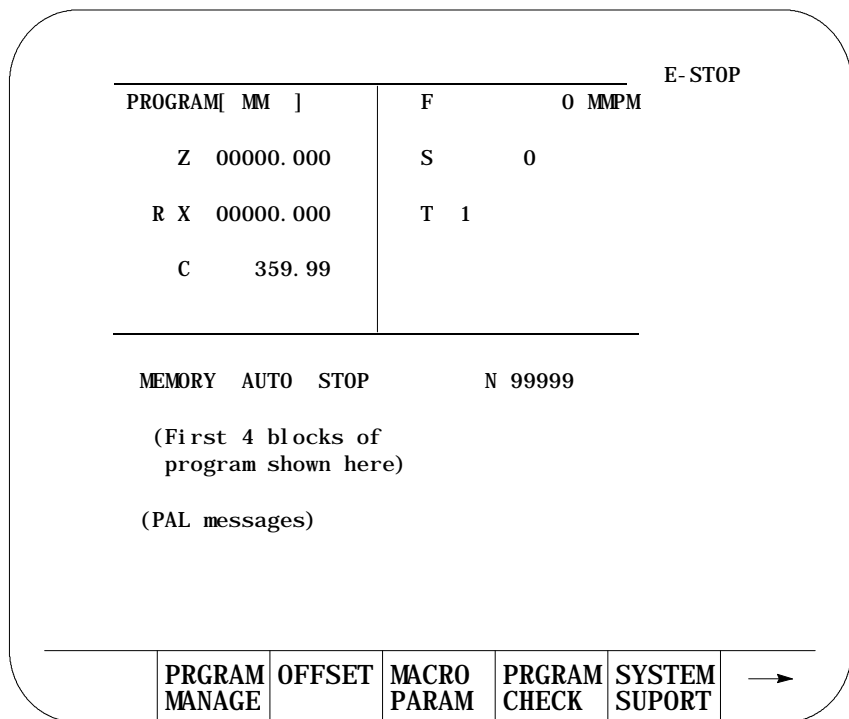 E-STOP
PROGRAM[ MM ] F 0 MMPM
Z 00000.000 S 0
R X 00000.000 T 1
C 359.99
MEMORY AUTO STOP N 99999
(First 4 blocks of
program shown here)
(PAL messages)
PRGRAM OFFSET MACRO PRGRAM SYSTEM
MANAGE PARAM CHECK SUPORT